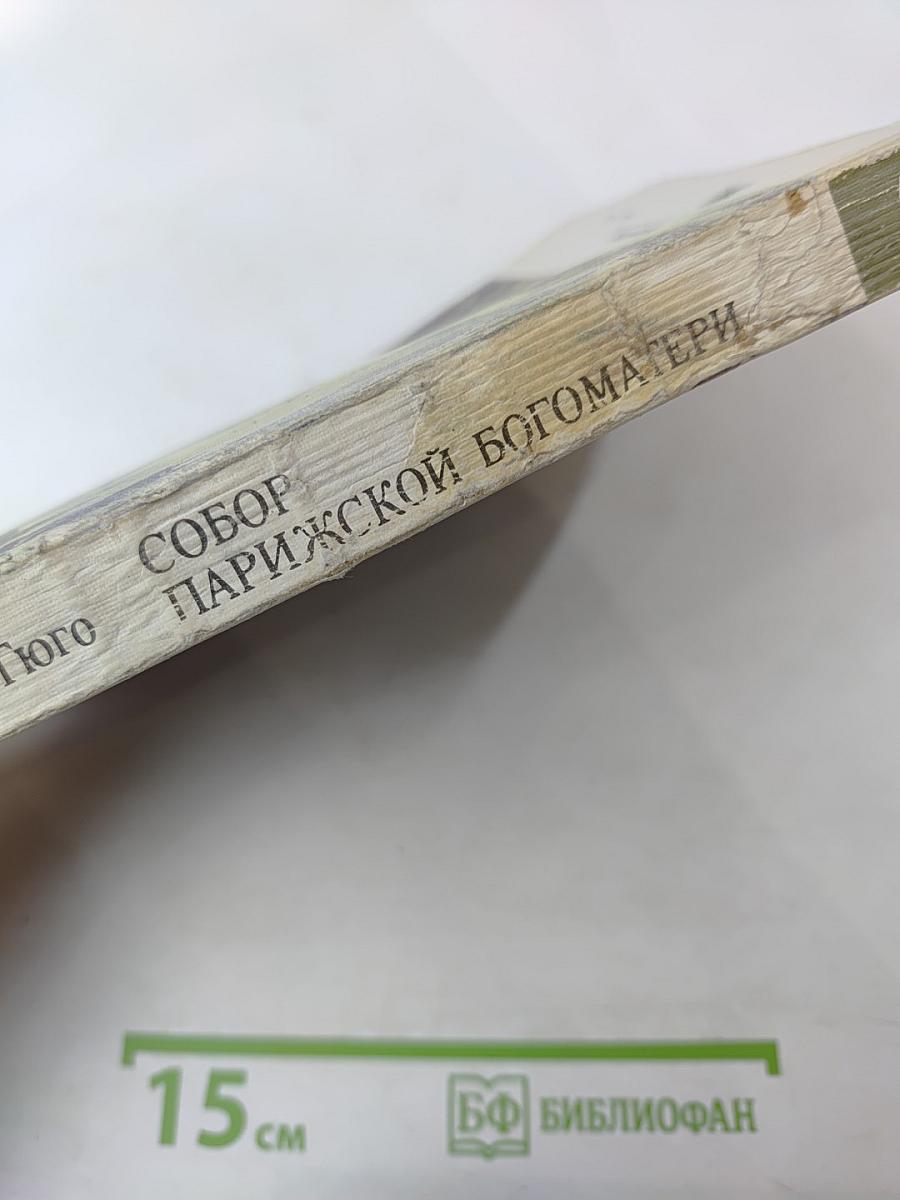 Гюго
СОБОР
ПАРИЖСКОЙ БОГОМАТЕРИ
15 см
БФ БИБЛИОФАН